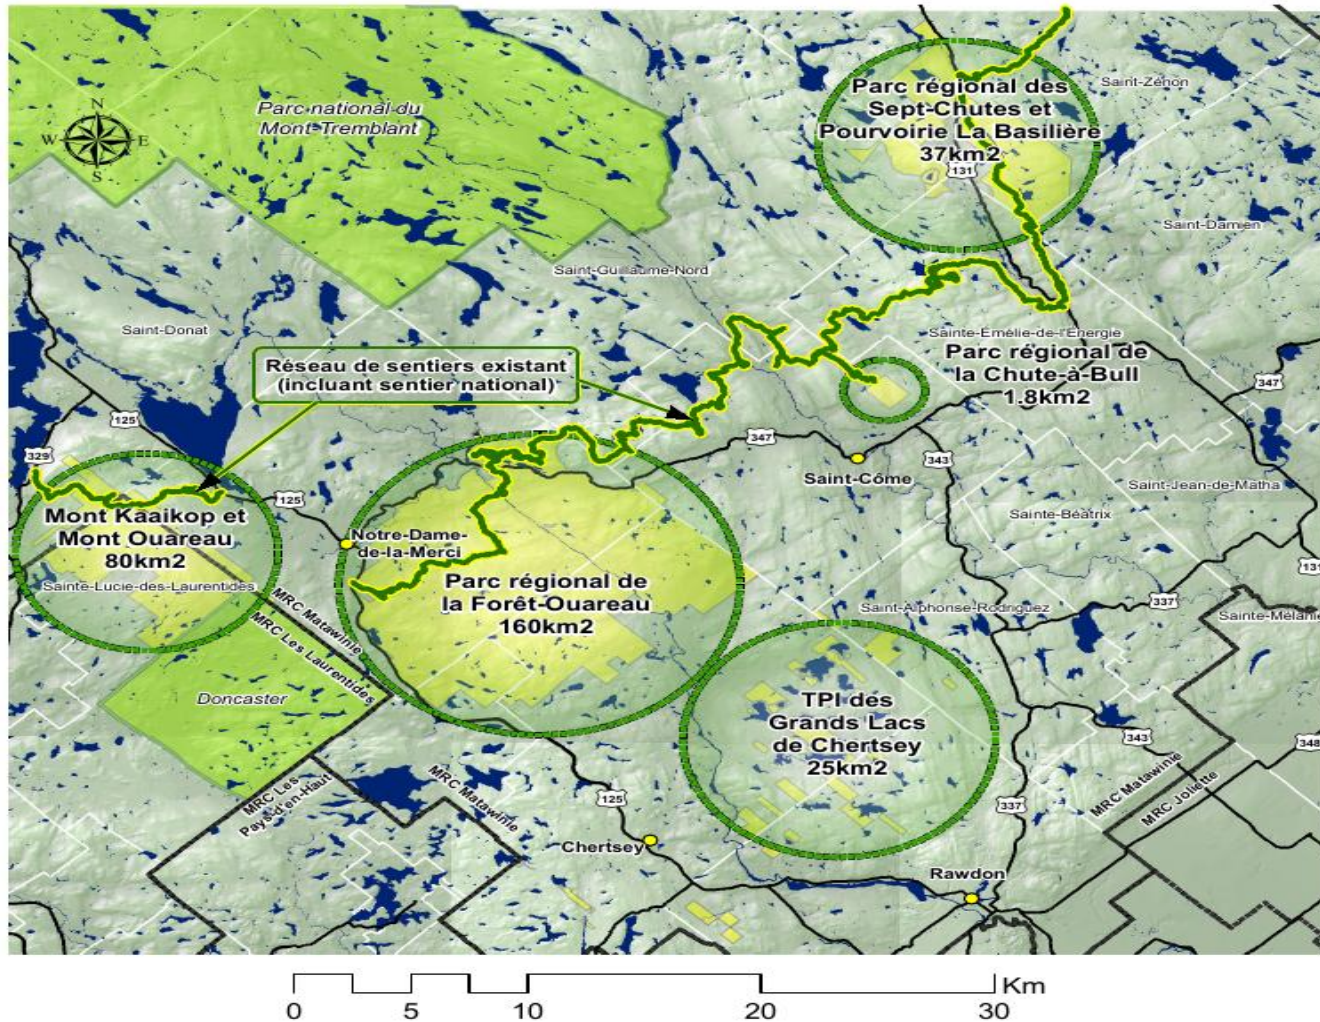 Saint-Zénon
Parc régional des
Sept-Chutes et
Pourvoirie La Basilière
37km2
131
Parc national du
Mont-Tremblant
N
W
E
S
Saint-Damien
Saint-Guillaume-Nord
Saint-Donat
Sainte-Émélie-de-l'Énergie
Réseau de sentiers existant
(incluant sentier national)
Parc régional de
la Chute-à-Bull
1.8km2
347
125
329
347
343
Saint-Côme
Saint-Jean-de-Matha
125
Mont Kaaikop et
Mont Ouareau
80km2
Sainte-Béatrix
Notre-Dame-
de-la-Merci
Sainte-Lucie-des-Laurentides
Parc régional de
la Forêt-Ouareau
160km2
131
MRC Matawinie
MRC Les Laurentides
Saint-Alphonse-Rodriguez
337
Sainte-Mélanie
Doncaster
TPI des
Grands Lacs
de Chertsey
25km2
343
348
MRC Les
Pays-d'en-Haut
MRC Matawinie
125
337
MRC Matawinie
MRC Joliette
Chertsey
Rawdon
Km
0
5
10
20
30